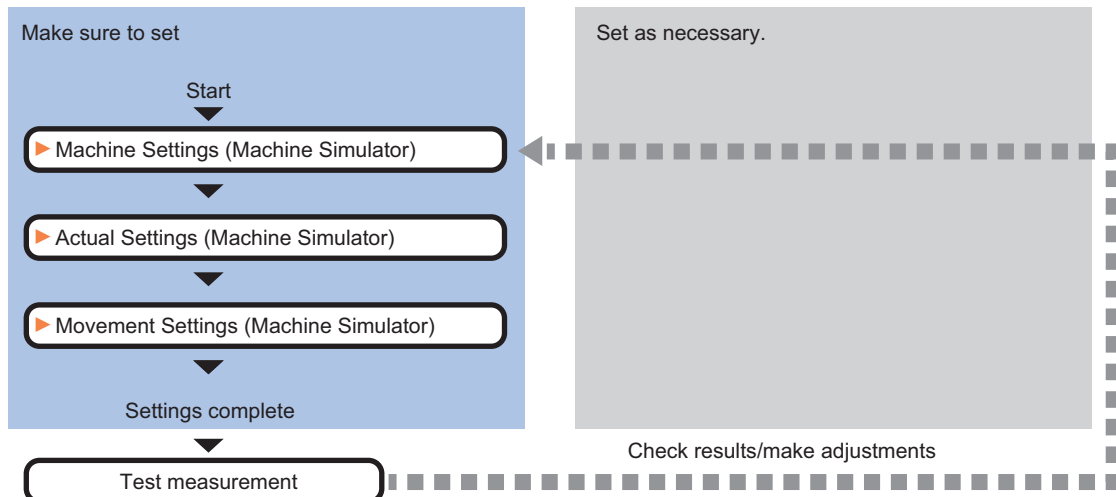 Make sure to set
Start
Machine Settings (Machine Simulator)
Actual Settings (Machine Simulator)
Movement Settings (Machine Simulator)
Settings complete
Test measurement
Set as necessary.
Check results/make adjustments